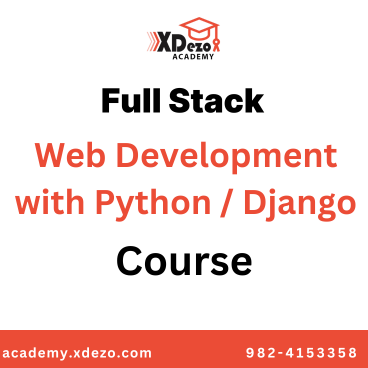 XDezo
ACADEMY
Full Stack
Web Development
with Python / Django
Course
academy.xdezo.com 982-4153358